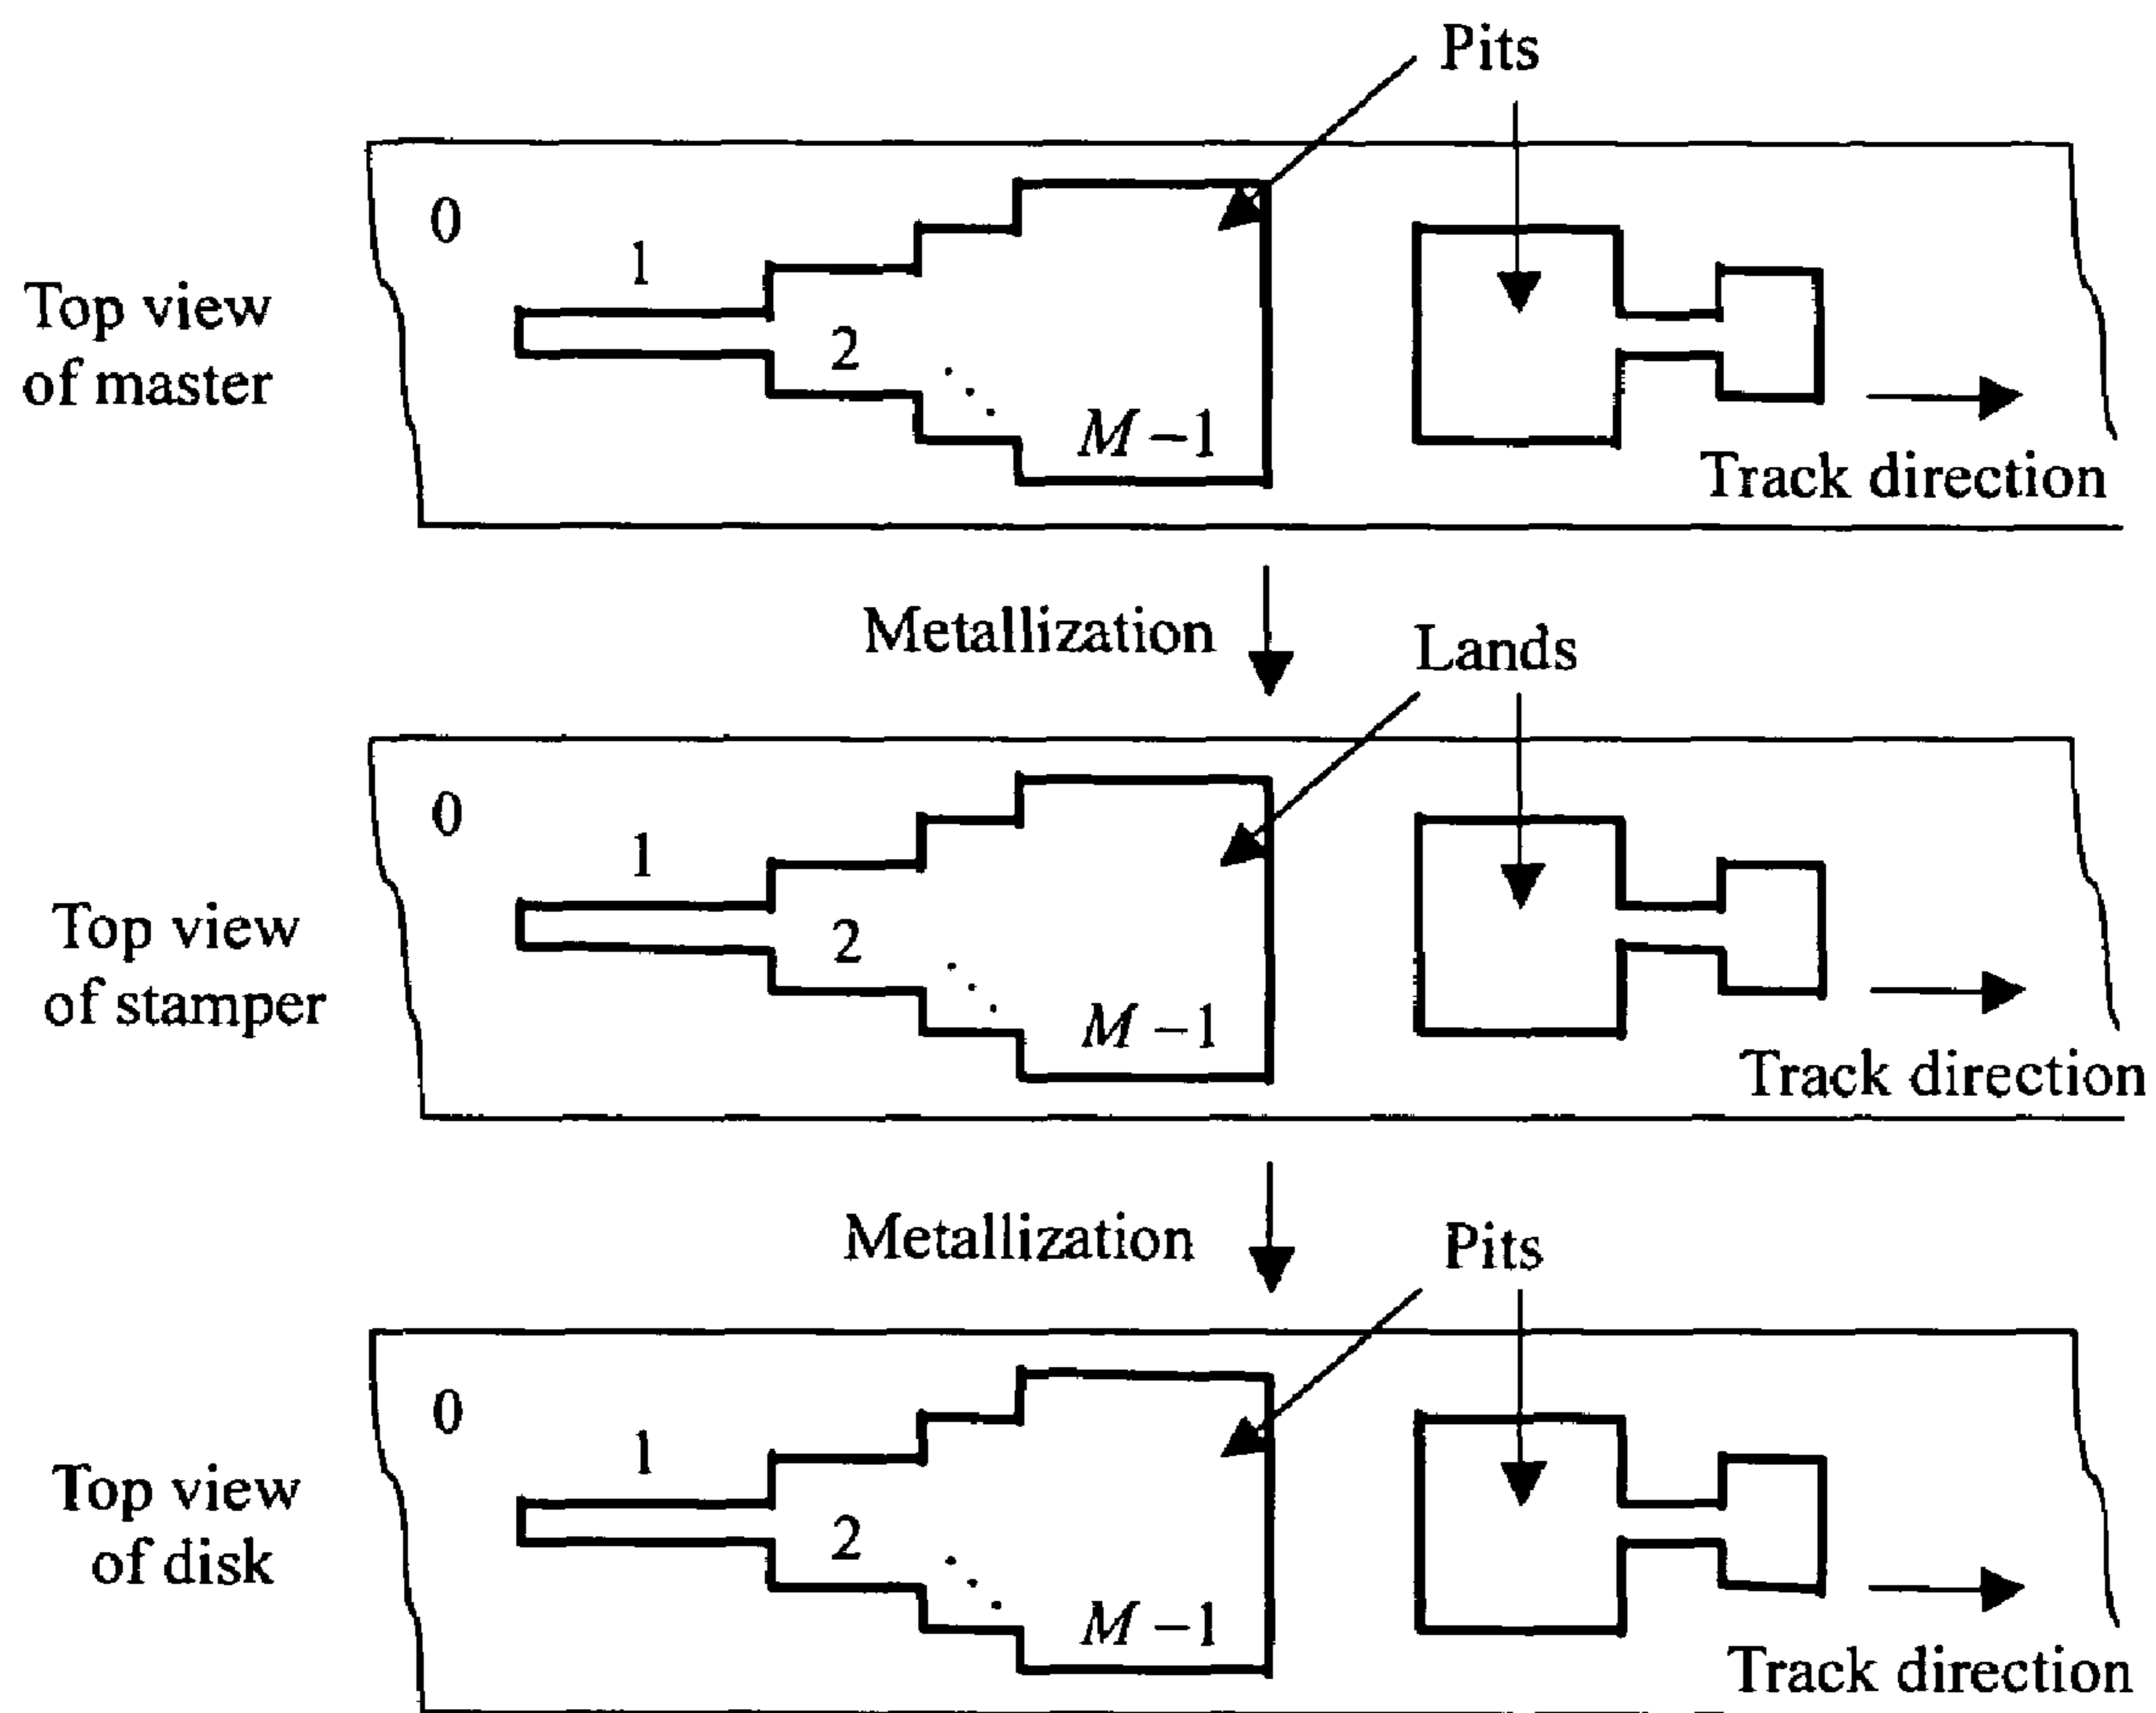 Pits
0
1
Top view
of master
2
M-1
Track direction
Metallization
Lands
0
1
2
Top view
of stamper
M-1
Track direction
Metallization
Pits
0
1
Top view
of disk
2
M-1
Track direction